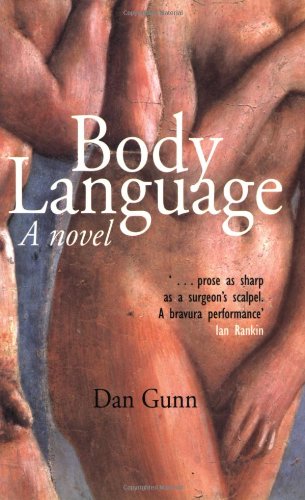 Body
Language
A novel
‘ . . . prose as sharp
as a surgeon's scalpel.
A bravura performance’
Ian Rankin
Dan Gunn